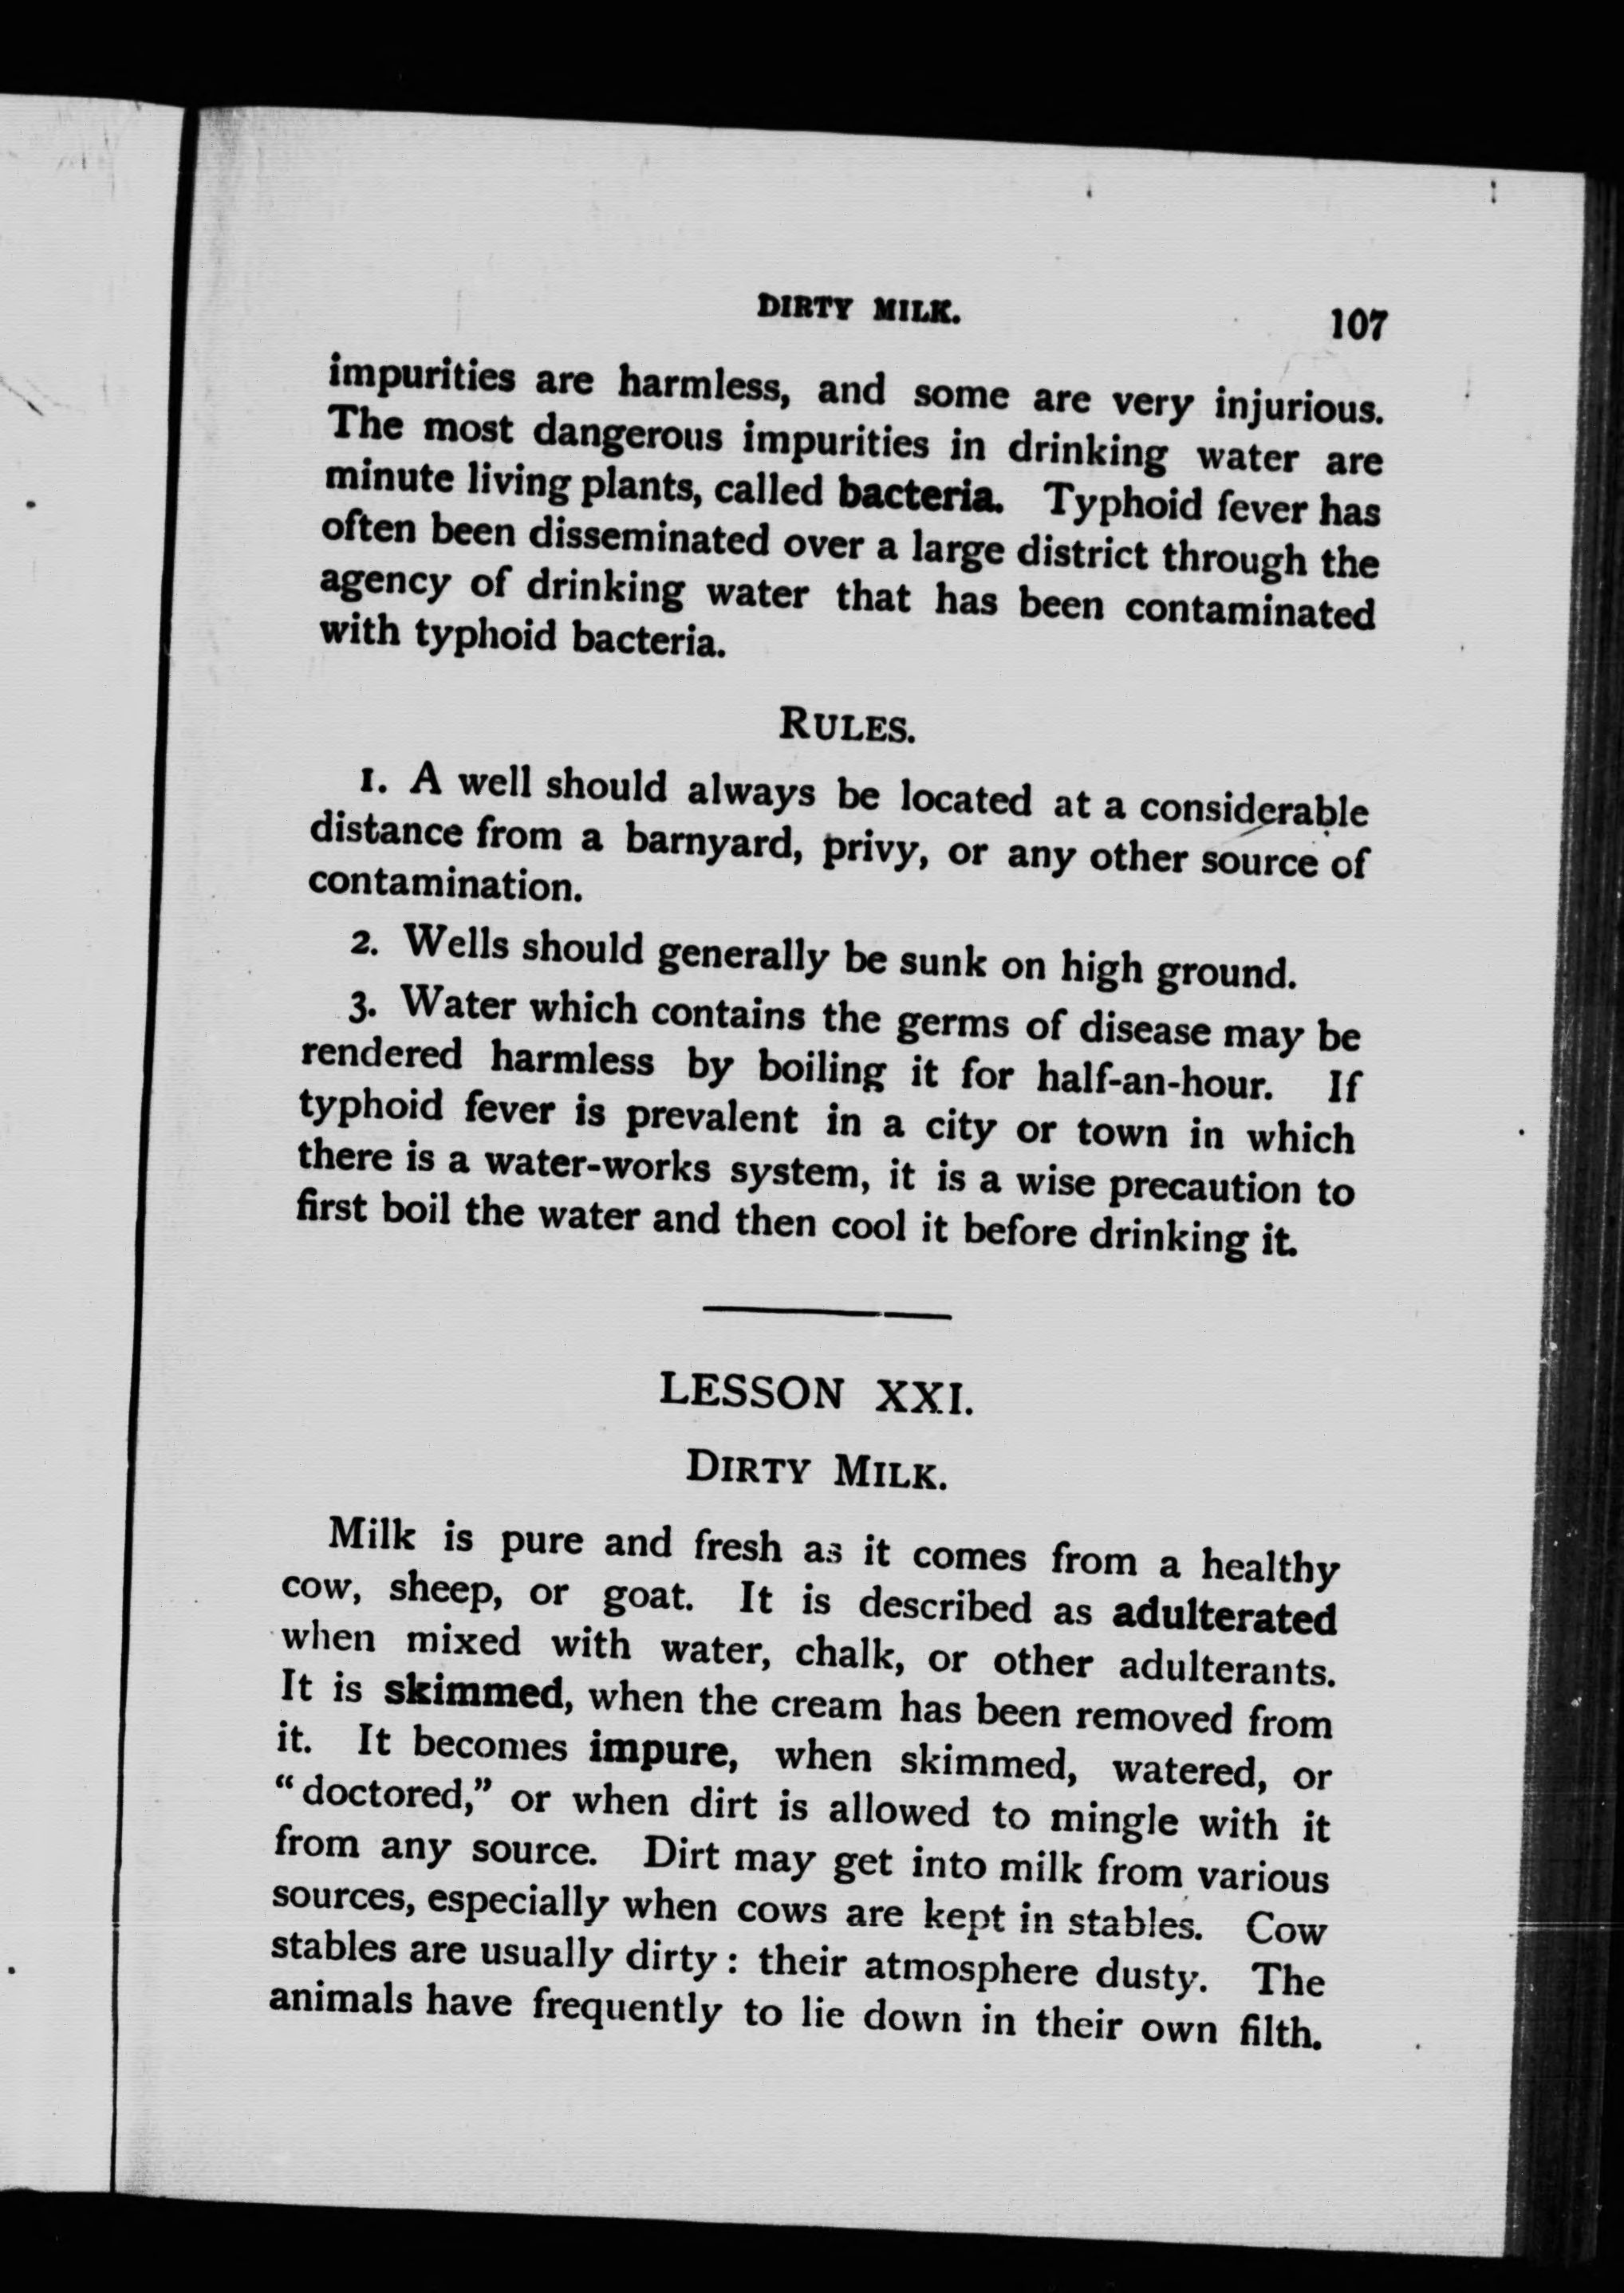 DIRTY MILK. 107
impurities are harmless, and some are very injurious.
The most dangerous impurities in drinking water are
minute living plants, called bacteria. Typhoid fever has
often been disseminated over a large district through the
agency of drinking water that has been contaminated
with typhoid bacteria.
RULES.
1. A well should always be located at a considerable
distance from a barnyard, privy, or any other source of
contamination.
2. Wells should generally be sunk on high ground.
3. Water which contains the germs of disease may be
rendered harmless by boiling it for half-an-hour. If
typhoid fever is prevalent in a city or town in which
there is a water-works system, it is a wise precaution to
first boil the water and then cool it before drinking it.
LESSON XXI.
DIRTY MILK.
Milk is pure and fresh as it comes from a healthy
cow, sheep, or goat. It is described as adulterated
when mixed with water, chalk, or other adulterants.
It is skimmed, when the cream has been removed from
it. It becomes impure, when skimmed, watered, or
“doctored,” or when dirt is allowed to mingle with it
from any source. Dirt may get into milk from various
sources, especially when cows are kept in stables. Cow
stables are usually dirty : their atmosphere dusty. The
animals have frequently to lie down in their own filth.